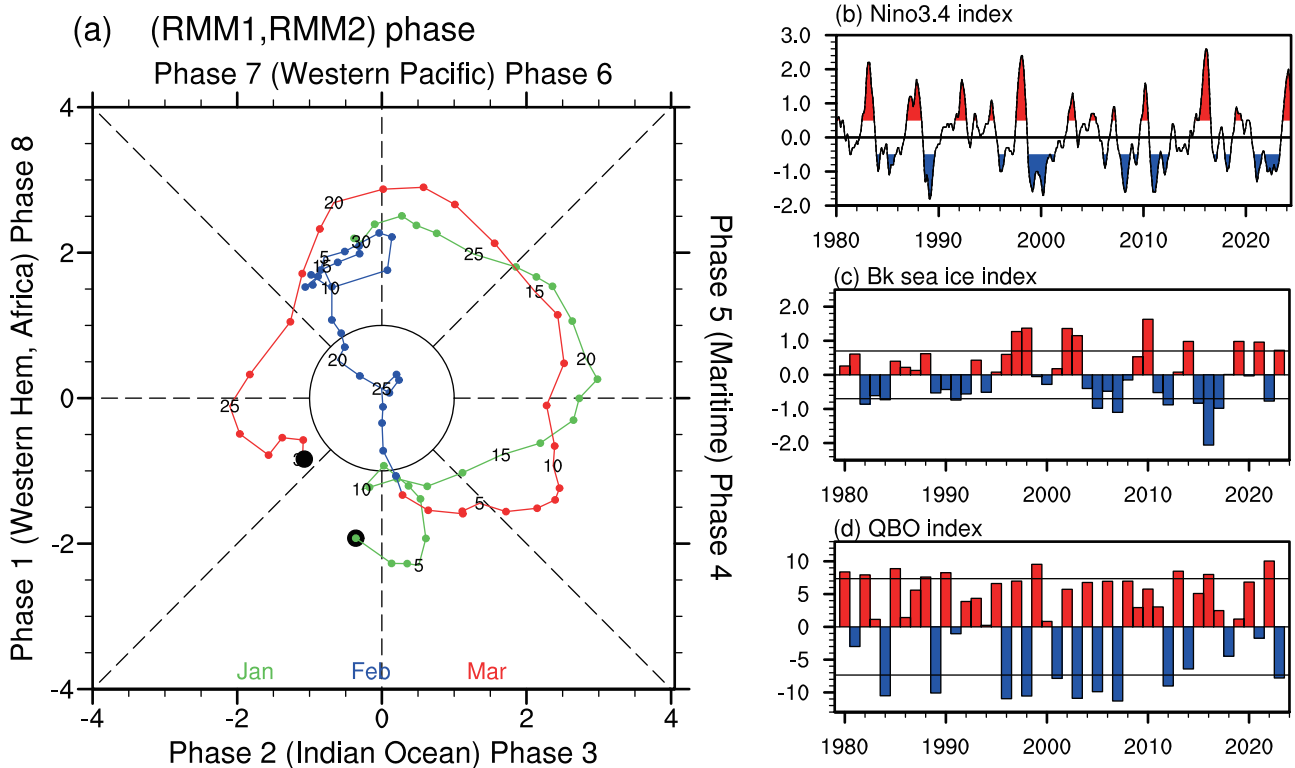 (a) (RMM1,RMM2) phase
Phase 7 (Western Pacific) Phase 6
Phase 1 (Western Hem, Africa) Phase 8
4
2
0
-2
-4
20
30
5
15
10
25
15
20
20
25
25
15
10
10
5
5
Jan Feb Mar
-4 -2 0 2 4
Phase 2 (Indian Ocean) Phase 3
Phase 5 (Maritime) Phase 4
(b) Nino3.4 index
3.0
2.0
1.0
0.0
-1.0
-2.0
1980 1990 2000 2010 2020
(c) Bk sea ice index
2.0
1.0
0.0
-1.0
-2.0
1980 1990 2000 2010 2020
(d) QBO index
10
5
0
-5
-10
1980 1990 2000 2010 2020